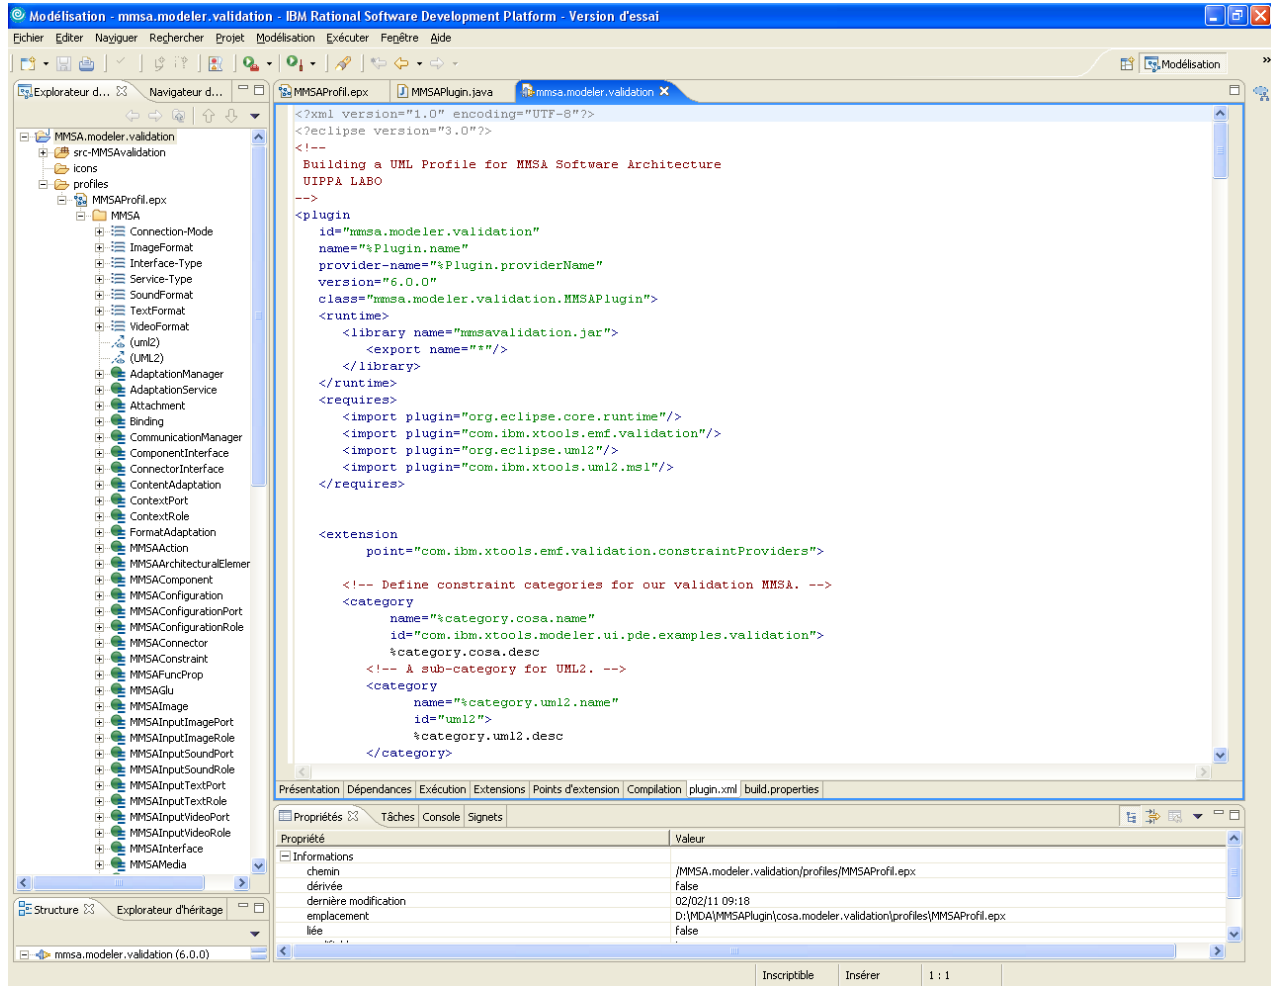 Modélisation - mmsa.modeler.validation - IBM Rational Software Development Platform - Version d'essai
Fichier Editer Naviguer Rechercher Projet Modélisation Exécuter Fenêtre Aide
Modélisation
»
Explorateur d... Navigateur d...
MMSA.modeler.validation
src-MMSAvalidation
icons
profiles
MMSAProfil.epx
MMSA
Connection-Mode
ImageFormat
Interface-Type
Service-Type
SoundFormat
TextFormat
VideoFormat
(uml2)
(UML2)
AdaptationManager
AdaptationService
Attachment
Binding
CommunicationManager
ComponentInterface
ConnectorInterface
ContentAdaptation
ContextPort
ContextRole
FormatAdaptation
MMSAAction
MMSAArchitecturalElemer
MMSAComponent
MMSAConfiguration
MMSAConfigurationPort
MMSAConfigurationRole
MMSAConnector
MMSAConstraint
MMSAFuncProp
MMSAGlu
MMSAImage
MMSAInputImagePort
MMSAInputImageRole
MMSAInputSoundPort
MMSAInputSoundRole
MMSAInputTextPort
MMSAInputTextRole
MMSAInputVideoPort
MMSAInputVideoRole
MMSAInterface
MMSAMedia
Structure Explorateur d'héritage
mmsa.modeler.validation (6.0.0)
MMSAProfil.epx MMSAPlugin.java mmsa.modeler.validation
<?xml version="1.0" encoding="UTF-8"?>
<?eclipse version="3.0"?>
<!--
Building a UML Profile for MMSA Software Architecture
UIPPA LABO
-->
<plugin
id="mmsa.modeler.validation"
name="%Plugin.name"
provider-name="%Plugin.providerName"
version="6.0.0"
class="mmsa.modeler.validation.MMSAPlugin">
<runtime>
<library name="mmsavalidation.jar">
<export name="*"/>
</library>
</runtime>
<requires>
<import plugin="org.eclipse.core.runtime"/>
<import plugin="com.ibm.xtools.emf.validation"/>
<import plugin="org.eclipse.uml2"/>
<import plugin="com.ibm.xtools.uml2.msl"/>
</requires>
<extension
point="com.ibm.xtools.emf.validation.constraintProviders">
<!-- Define constraint categories for our validation MMSA. -->
<category
name="%category.cosa.name"
id="com.ibm.xtools.modeler.ui.pde.examples.validation">
%category.cosa.desc
<!-- A sub-category for UML2. -->
<category
name="%category.uml2.name"
id="uml2">
%category.uml2.desc
</category>
Présentation Dépendances Exécution Extensions Points d'extension Compilation plugin.xml build.properties
Propriétés Tâches Console Signets
Propriété Valeur
Informations
chemin /MMSA.modeler.validation/profiles/MMSAProfil.epx
dérivée false
dernière modification 02/02/11 09:18
emplacement D:\MDA\MMSAPlugin\cosa.modeler.validation\profiles\MMSAProfil.epx
liée false
Inscriptible Insérer 1 : 1